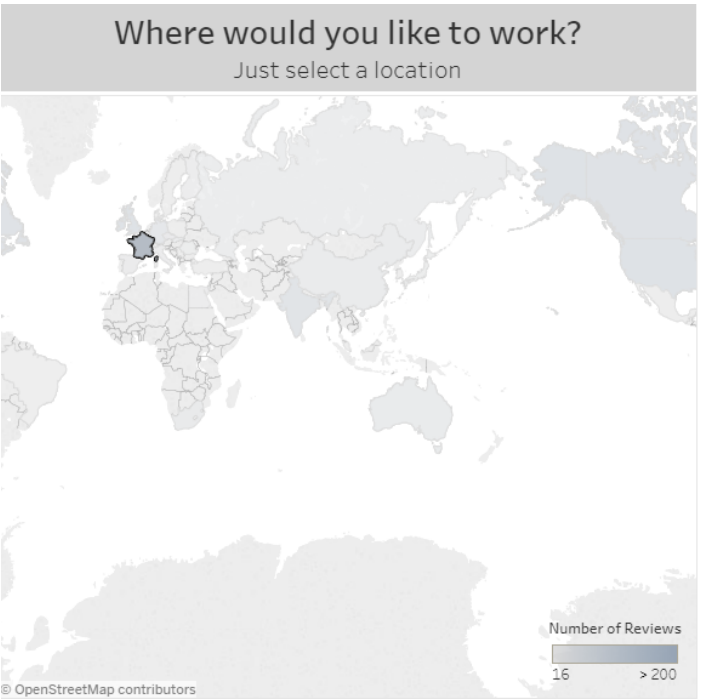 Where would you like to work?
Just select a location
Number of Reviews
16 > 200
© OpenStreetMap contributors